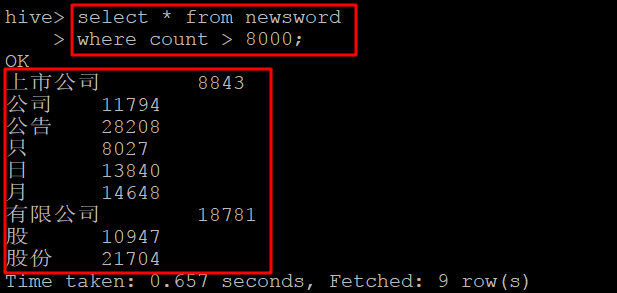 hive> select * from newsword
    > where count > 8000;
OK
上市公司	8843
公司	11794
公告	28208
只	8027
日	13840
月	14648
有限公司	18781
股	10947
股份	21704
Time taken: 0.657 seconds, Fetched: 9 row(s)